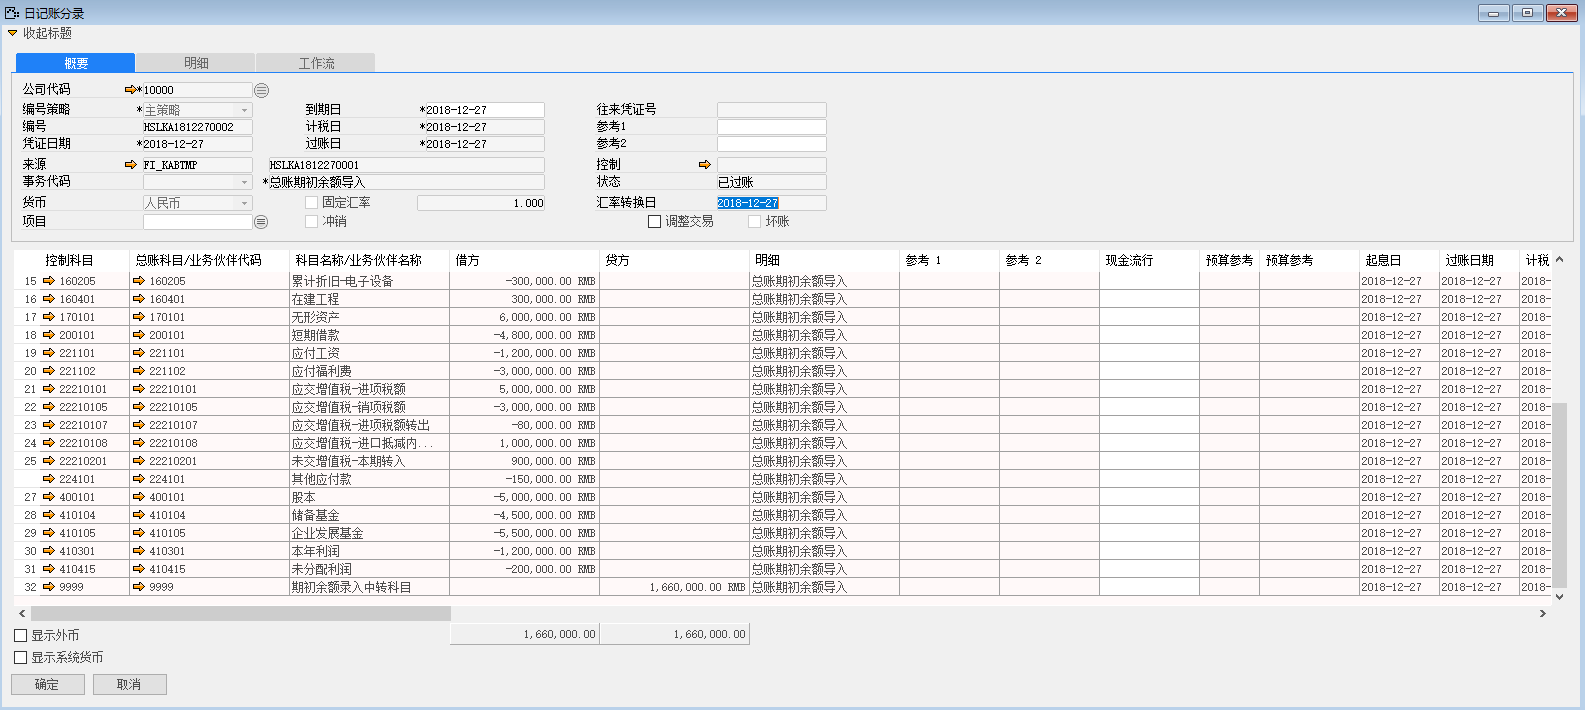 日记账分录
收起标题
概要 明细 工作流
公司代码 *10000
编号策略 *主策略 到期日 *2018-12-27 往来凭证号
编号 HSLKA1812270002 计税日 *2018-12-27 参考1
凭证日期 *2018-12-27 过账日 *2018-12-27 参考2
来源 FI_KABTMP HSLKA1812270001 控制
事务代码 *总账期初余额导入 状态 已过账
货币 人民币 固定汇率 1.000 汇率转换日 2018-12-27
项目 冲销 调整交易 坏账
控制科目 总账科目/业务伙伴代码 科目名称/业务伙伴名称 借方 贷方 明细 参考 1 参考 2 现金流行 预算参考 预算参考 起息日 过账日期 计税
15 160205 160205 累计折旧-电子设备 -300,000.00 RMB 总账期初余额导入 2018-12-27 2018-12-27 2018-
16 160401 160401 在建工程 300,000.00 RMB 总账期初余额导入 2018-12-27 2018-12-27 2018-
17 170101 170101 无形资产 6,000,000.00 RMB 总账期初余额导入 2018-12-27 2018-12-27 2018-
18 200101 200101 短期借款 -4,800,000.00 RMB 总账期初余额导入 2018-12-27 2018-12-27 2018-
19 221101 221101 应付工资 -1,200,000.00 RMB 总账期初余额导入 2018-12-27 2018-12-27 2018-
20 221102 221102 应付福利费 -3,000,000.00 RMB 总账期初余额导入 2018-12-27 2018-12-27 2018-
21 22210101 22210101 应交增值税-进项税额 5,000,000.00 RMB 总账期初余额导入 2018-12-27 2018-12-27 2018-
22 22210105 22210105 应交增值税-销项税额 -3,000,000.00 RMB 总账期初余额导入 2018-12-27 2018-12-27 2018-
23 22210107 22210107 应交增值税-进项税额转出 -80,000.00 RMB 总账期初余额导入 2018-12-27 2018-12-27 2018-
24 22210108 22210108 应交增值税-进口抵减内... 1,000,000.00 RMB 总账期初余额导入 2018-12-27 2018-12-27 2018-
25 22210201 22210201 未交增值税-本期转入 900,000.00 RMB 总账期初余额导入 2018-12-27 2018-12-27 2018-
224101 224101 其他应付款 -150,000.00 RMB 总账期初余额导入 2018-12-27 2018-12-27 2018-
27 400101 400101 股本 -5,000,000.00 RMB 总账期初余额导入 2018-12-27 2018-12-27 2018-
28 410104 410104 储备基金 -4,500,000.00 RMB 总账期初余额导入 2018-12-27 2018-12-27 2018-
29 410105 410105 企业发展基金 -5,500,000.00 RMB 总账期初余额导入 2018-12-27 2018-12-27 2018-
30 410301 410301 本年利润 -1,200,000.00 RMB 总账期初余额导入 2018-12-27 2018-12-27 2018-
31 410415 410415 未分配利润 -200,000.00 RMB 总账期初余额导入 2018-12-27 2018-12-27 2018-
32 9999 9999 期初余额录入中转科目 1,660,000.00 RMB 总账期初余额导入 2018-12-27 2018-12-27 2018-
显示外币 1,660,000.00 1,660,000.00
显示系统货币
确定 取消